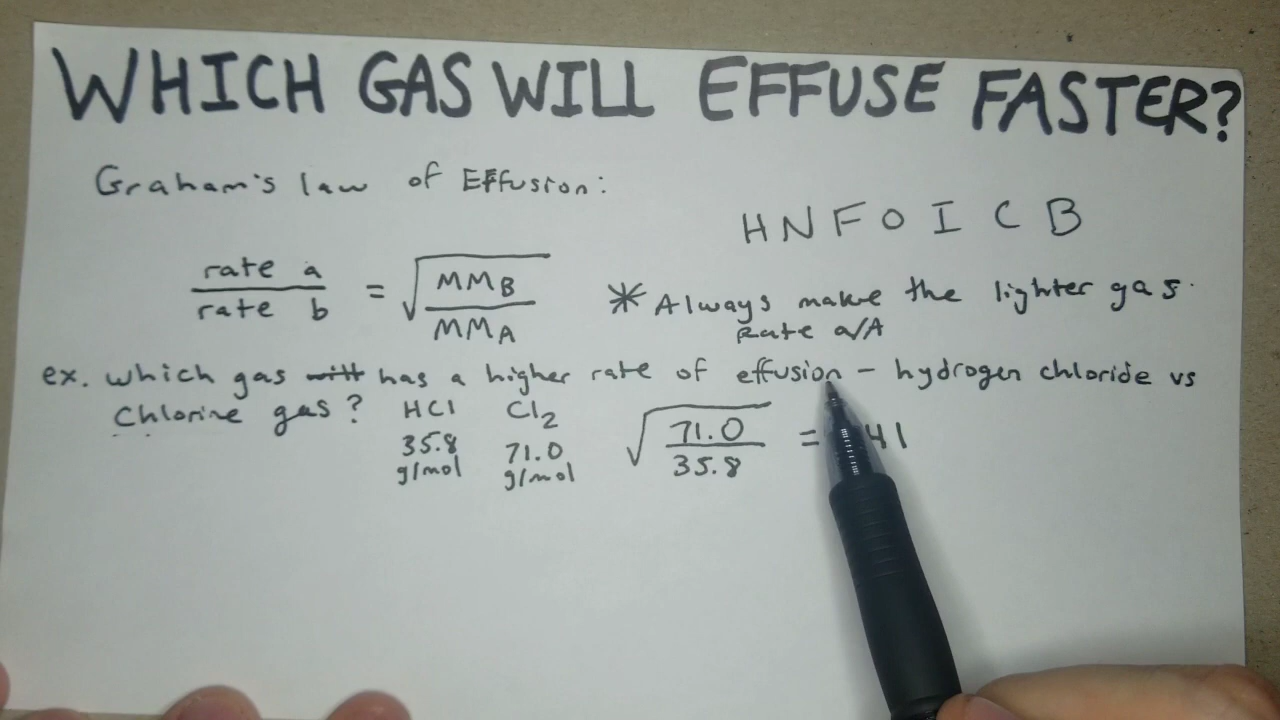 WHICH GAS WILL EFFUSE FASTER?
Graham's law of Effusion:
H N F O I C B
rate a / rate b = √(MMB / MMA)
* Always make the lighter gas
Rate a/A
ex. which gas has a higher rate of effusion - hydrogen chloride vs
Chlorine gas? HCl Cl2
35.8 g/mol 71.0 g/mol
√(71.0 / 35.8) = 41